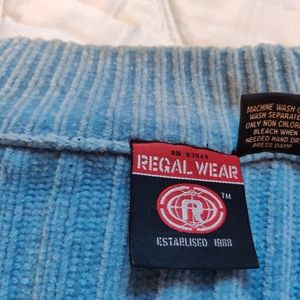 RN 83949
REGAL WEAR
R
TM
ESTABLISED 1988
MACHINE WASH
WASH SEPARATE
ONLY NON CHLOR
BLEACH WHEN
NEEDED HAND DR
PRESS DAMP